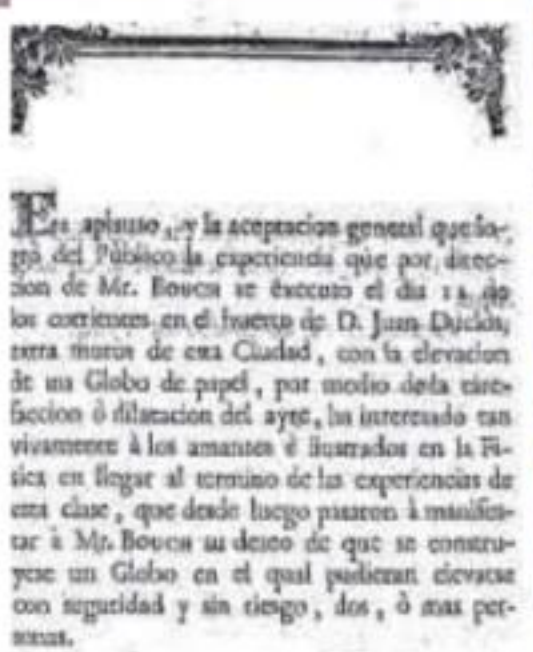 EL aplauso, y la aceptacion general que lo-
grò del Público la experiencia que por direc-
cion de Mr. BOUCH se executó el dia 12. de
los corrientes en el huerto de D. Juan Duclós,
extra muros de esta Ciudad, con la elevacion
de un Globo de papel, por medio de la rare-
faccion ò dilatacion del ayre, ha interesado tan
vivamente à los amantes è ilustrados en la Fi-
sica en llegar al termino de las experiencias de
esta clase, que desde luego pasaron à manifes-
tar à Mr. BOUCH su deseo de que se constru-
yese un Globo en el qual pudieran elevarse
con seguridad y sin riesgo, dos, ò mas per-
sonas.